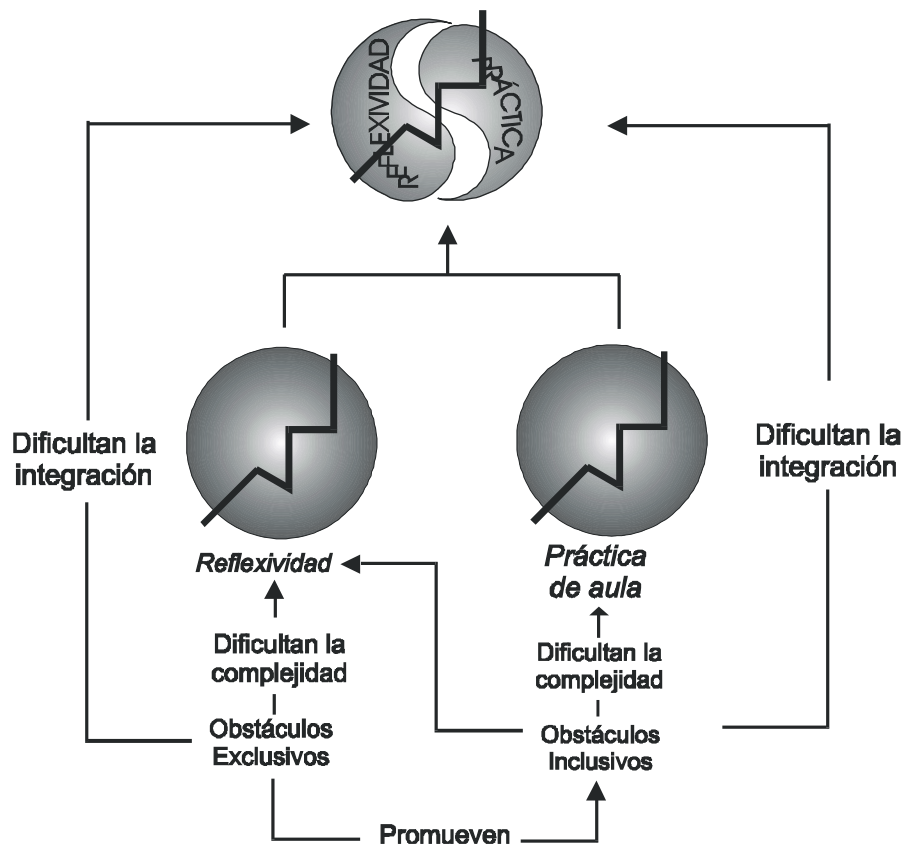 REFLEXIVIDAD
PRÁCTICA
Dificultan la
integración
Dificultan la
integración
Reflexividad
Práctica
de aula
Dificultan la
complejidad
Dificultan la
complejidad
Obstáculos
Exclusivos
Obstáculos
Inclusivos
Promueven